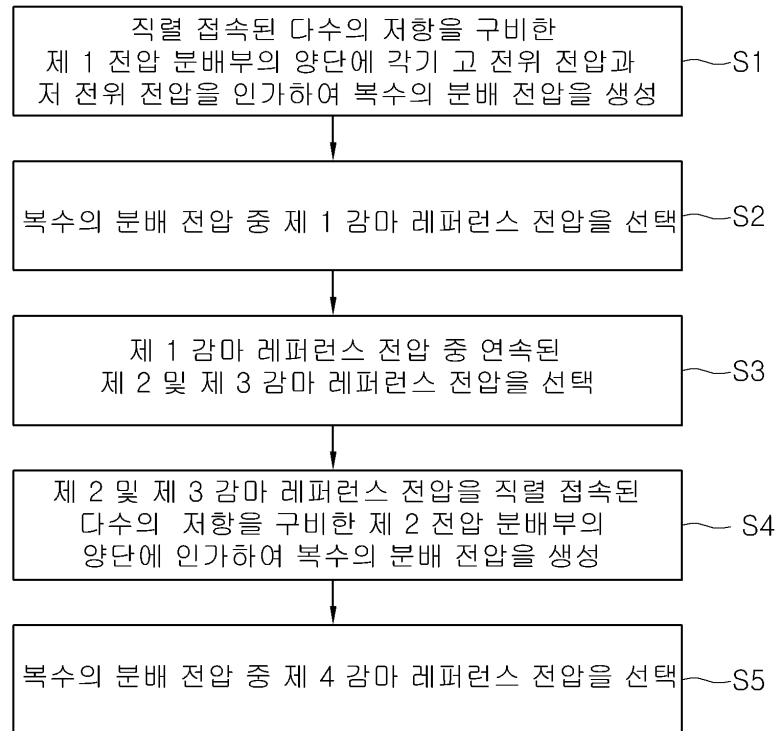 직렬 접속된 다수의 저항을 구비한
제 1 전압 분배부의 양단에 각기 고 전위 전압과
저 전위 전압을 인가하여 복수의 분배 전압을 생성
S1
복수의 분배 전압 중 제 1 감마 레퍼런스 전압을 선택
S2
제 1 감마 레퍼런스 전압 중 연속된
제 2 및 제 3 감마 레퍼런스 전압을 선택
S3
제 2 및 제 3 감마 레퍼런스 전압을 직렬 접속된
다수의 저항을 구비한 제 2 전압 분배부의
양단에 인가하여 복수의 분배 전압을 생성
S4
복수의 분배 전압 중 제 4 감마 레퍼런스 전압을 선택
S5